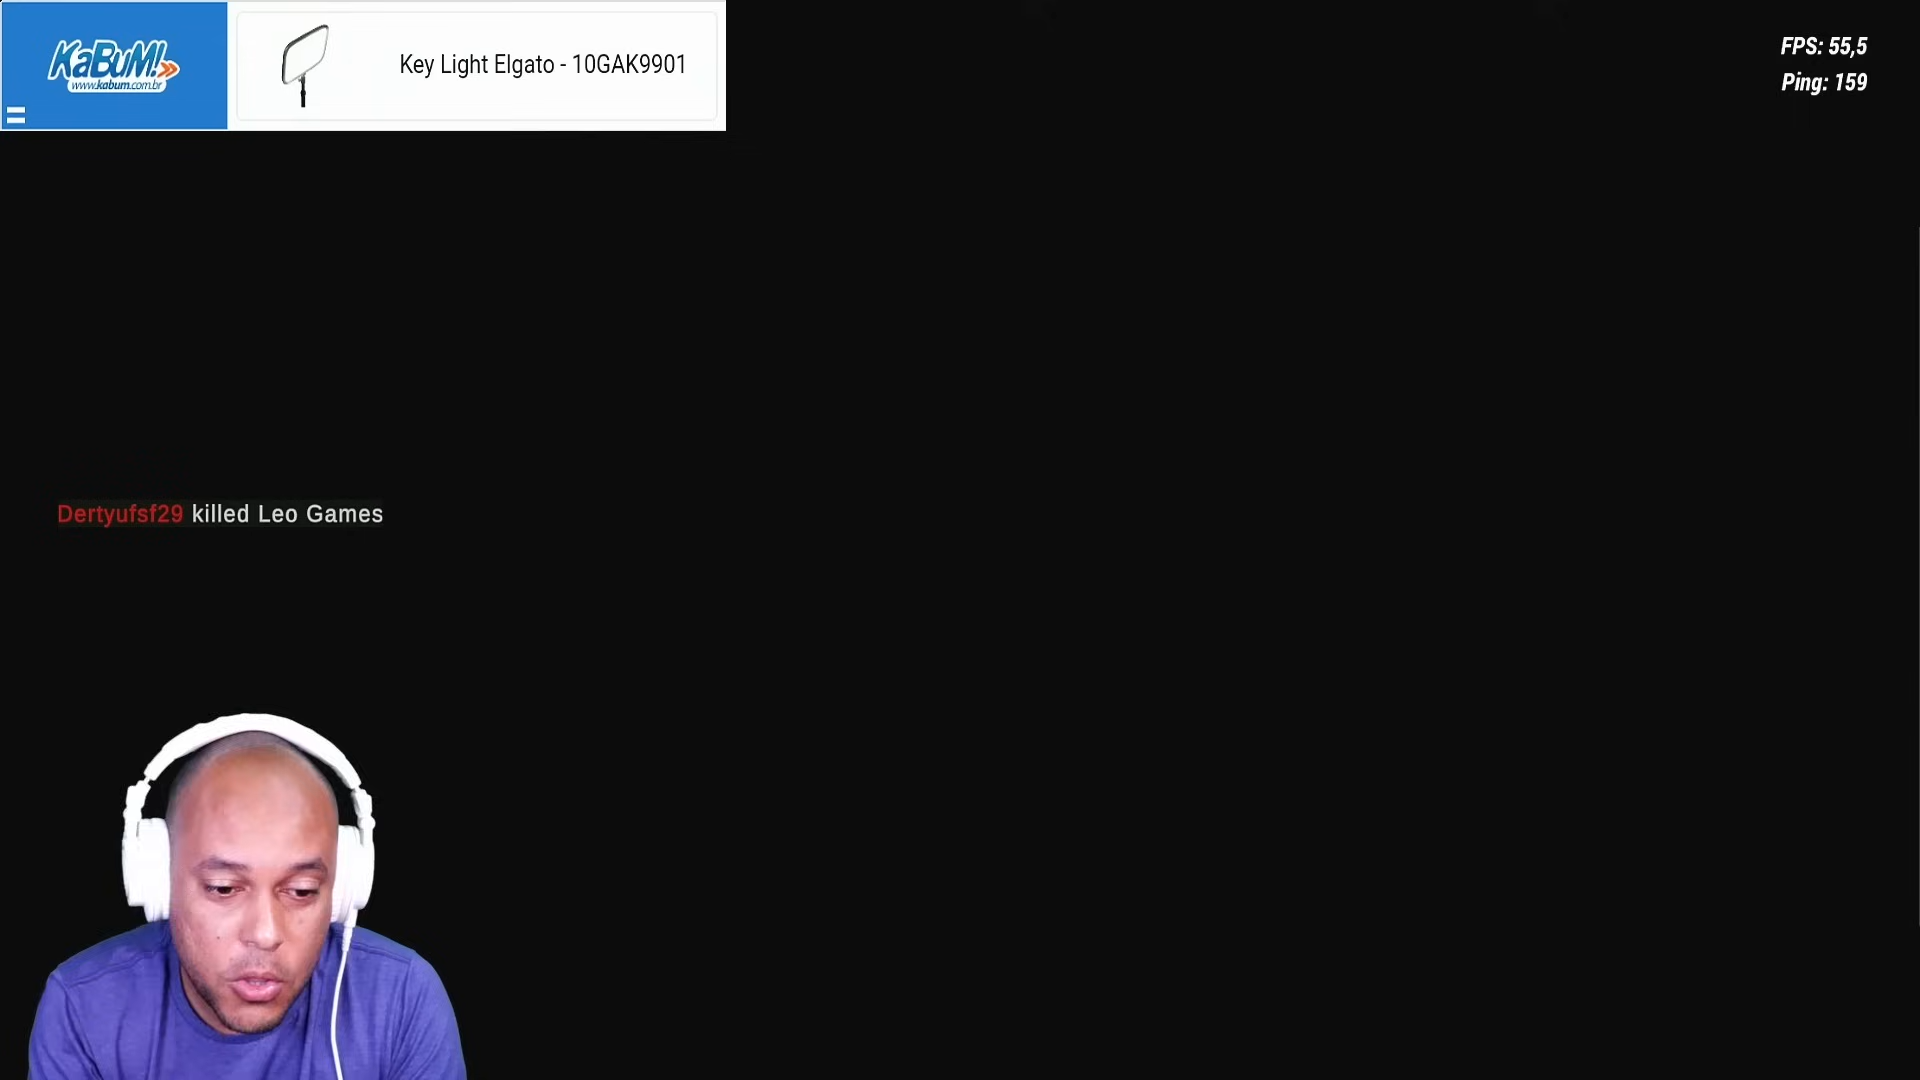 KaBuM!
www.kabum.com.br
Key Light Elgato - 10GAK9901
FPS: 55,5
Ping: 159
Dertyufsf29 killed Leo Games